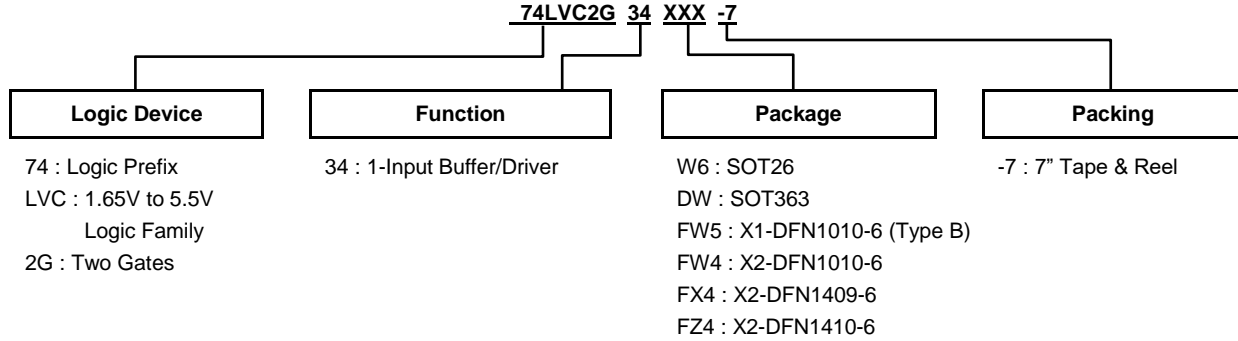 74LVC2G 34 XXX -7
Logic Device
Function
Package
Packing
74 : Logic Prefix
LVC : 1.65V to 5.5V
Logic Family
2G : Two Gates
34 : 1-Input Buffer/Driver
W6 : SOT26
DW : SOT363
FW5 : X1-DFN1010-6 (Type B)
FW4 : X2-DFN1010-6
FX4 : X2-DFN1409-6
FZ4 : X2-DFN1410-6
-7 : 7” Tape & Reel